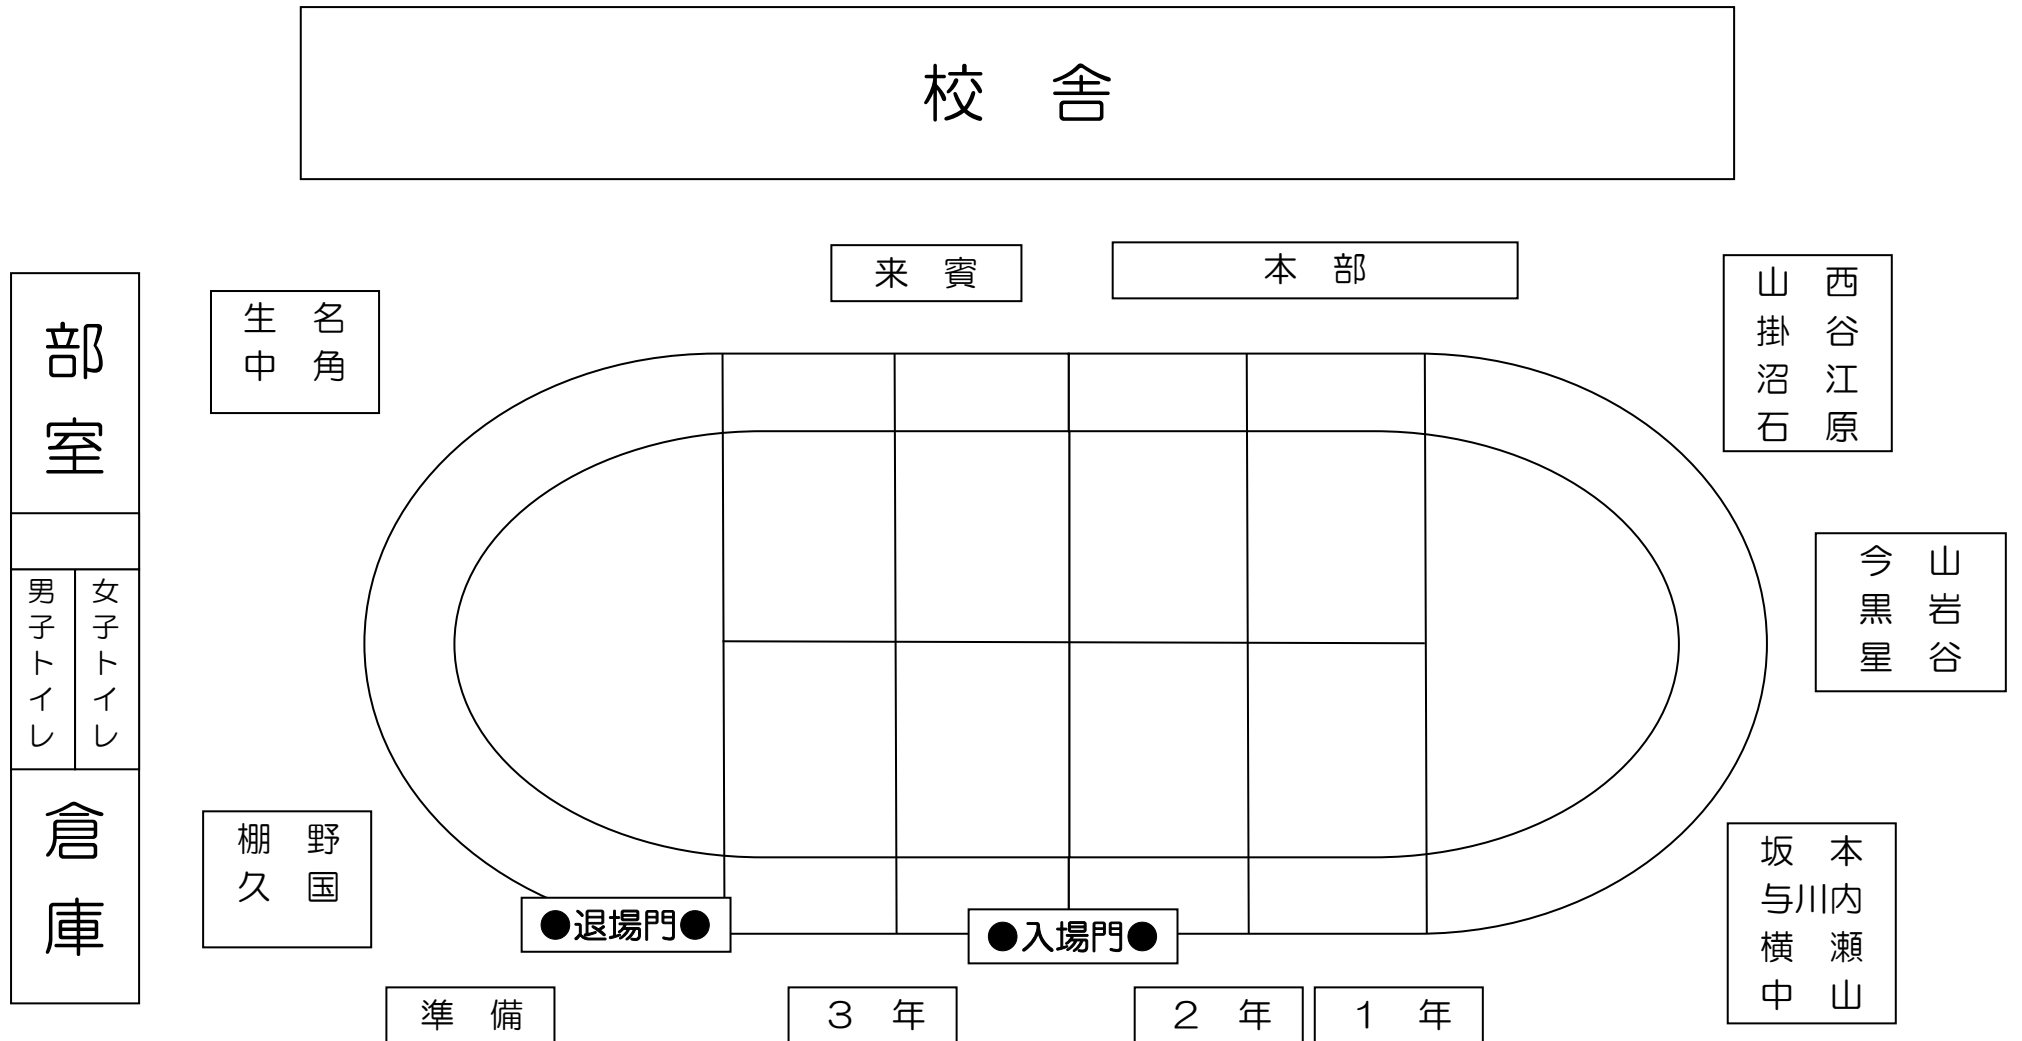 校　舎
来　賓
本　部
山　西
掛　谷
沼　江
石　原
生　名
中　角
部
室
男子トイレ
女子トイレ
倉
庫
今　山
黒　岩
星　谷
棚　野
久　国
坂　本
与川内
横　瀬
中　山
●退場門●
●入場門●
準　備
３　年
２　年
１　年